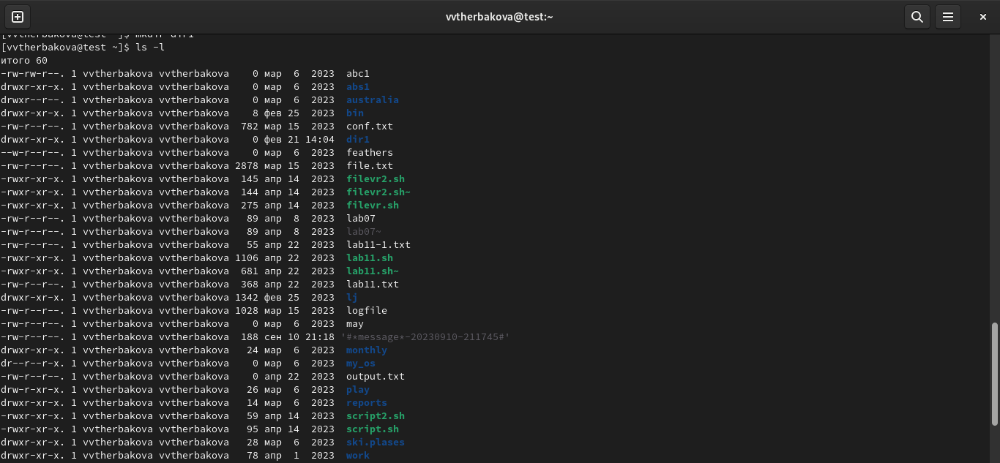 vvtherbakova@test:~
[vvtherbakova@test ~]$ mkdir dir1
[vvtherbakova@test ~]$ ls -l
итого 60
-rw-rw-r--. 1 vvtherbakova vvtherbakova    0 мар  6  2023  abc1
drwxr-xr-x. 1 vvtherbakova vvtherbakova    0 мар  6  2023  abs1
drwxr--r--. 1 vvtherbakova vvtherbakova    0 мар  6  2023  australia
drwxr-xr-x. 1 vvtherbakova vvtherbakova    8 фев 25  2023  bin
-rw-r--r--. 1 vvtherbakova vvtherbakova  782 мар 15  2023  conf.txt
drwxr-xr-x. 1 vvtherbakova vvtherbakova    0 фев 21 14:04  dir1
--w-r--r--. 1 vvtherbakova vvtherbakova    0 мар  6  2023  feathers
-rw-r--r--. 1 vvtherbakova vvtherbakova 2878 мар 15  2023  file.txt
-rwxr-xr-x. 1 vvtherbakova vvtherbakova  145 апр 14  2023  filevr2.sh
-rwxr-xr-x. 1 vvtherbakova vvtherbakova  144 апр 14  2023  filevr2.sh~
-rwxr-xr-x. 1 vvtherbakova vvtherbakova  275 апр 14  2023  filevr.sh
-rw-r--r--. 1 vvtherbakova vvtherbakova   89 апр  8  2023  lab07
-rw-r--r--. 1 vvtherbakova vvtherbakova   89 апр  8  2023  lab07~
-rw-r--r--. 1 vvtherbakova vvtherbakova   55 апр 22  2023  lab11-1.txt
-rwxr-xr-x. 1 vvtherbakova vvtherbakova 1106 апр 22  2023  lab11.sh
-rwxr-xr-x. 1 vvtherbakova vvtherbakova  681 апр 22  2023  lab11.sh~
-rw-r--r--. 1 vvtherbakova vvtherbakova  368 апр 22  2023  lab11.txt
drwxr-xr-x. 1 vvtherbakova vvtherbakova 1342 фев 25  2023  lj
-rw-r--r--. 1 vvtherbakova vvtherbakova 1028 мар 15  2023  logfile
-rw-r--r--. 1 vvtherbakova vvtherbakova    0 мар  6  2023  may
-rw-r--r--. 1 vvtherbakova vvtherbakova  188 сен 10 21:18 '#*message*-20230910-211745#'
drwxr-xr-x. 1 vvtherbakova vvtherbakova   24 мар  6  2023  monthly
dr--r--r-x. 1 vvtherbakova vvtherbakova    0 мар  6  2023  my_os
-rw-r--r--. 1 vvtherbakova vvtherbakova    0 апр 22  2023  output.txt
drw-r-xr-x. 1 vvtherbakova vvtherbakova   26 мар  6  2023  play
drwxr-xr-x. 1 vvtherbakova vvtherbakova   14 мар  6  2023  reports
-rwxr-xr-x. 1 vvtherbakova vvtherbakova   59 апр 14  2023  script2.sh
-rwxr-xr-x. 1 vvtherbakova vvtherbakova   95 апр 14  2023  script.sh
drwxr-xr-x. 1 vvtherbakova vvtherbakova   28 мар  6  2023  ski.plases
drwxr-xr-x. 1 vvtherbakova vvtherbakova   78 апр  1  2023  work